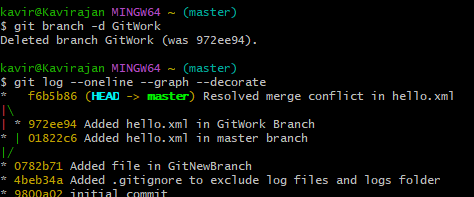 kavir@Kavirajan MINGW64 ~ (master)
$ git branch -d GitWork
Deleted branch GitWork (was 972ee94).
kavir@Kavirajan MINGW64 ~ (master)
$ git log --oneline --graph --decorate
*   f6b5b86 (HEAD -> master) Resolved merge conflict in hello.xml
|\
| * 972ee94 Added hello.xml in GitWork Branch
* | 01822c6 Added hello.xml in master branch
|/
* 0782b71 Added file in GitNewBranch
* 4beb34a Added .gitignore to exclude log files and logs folder
* 9800a02 initial commit